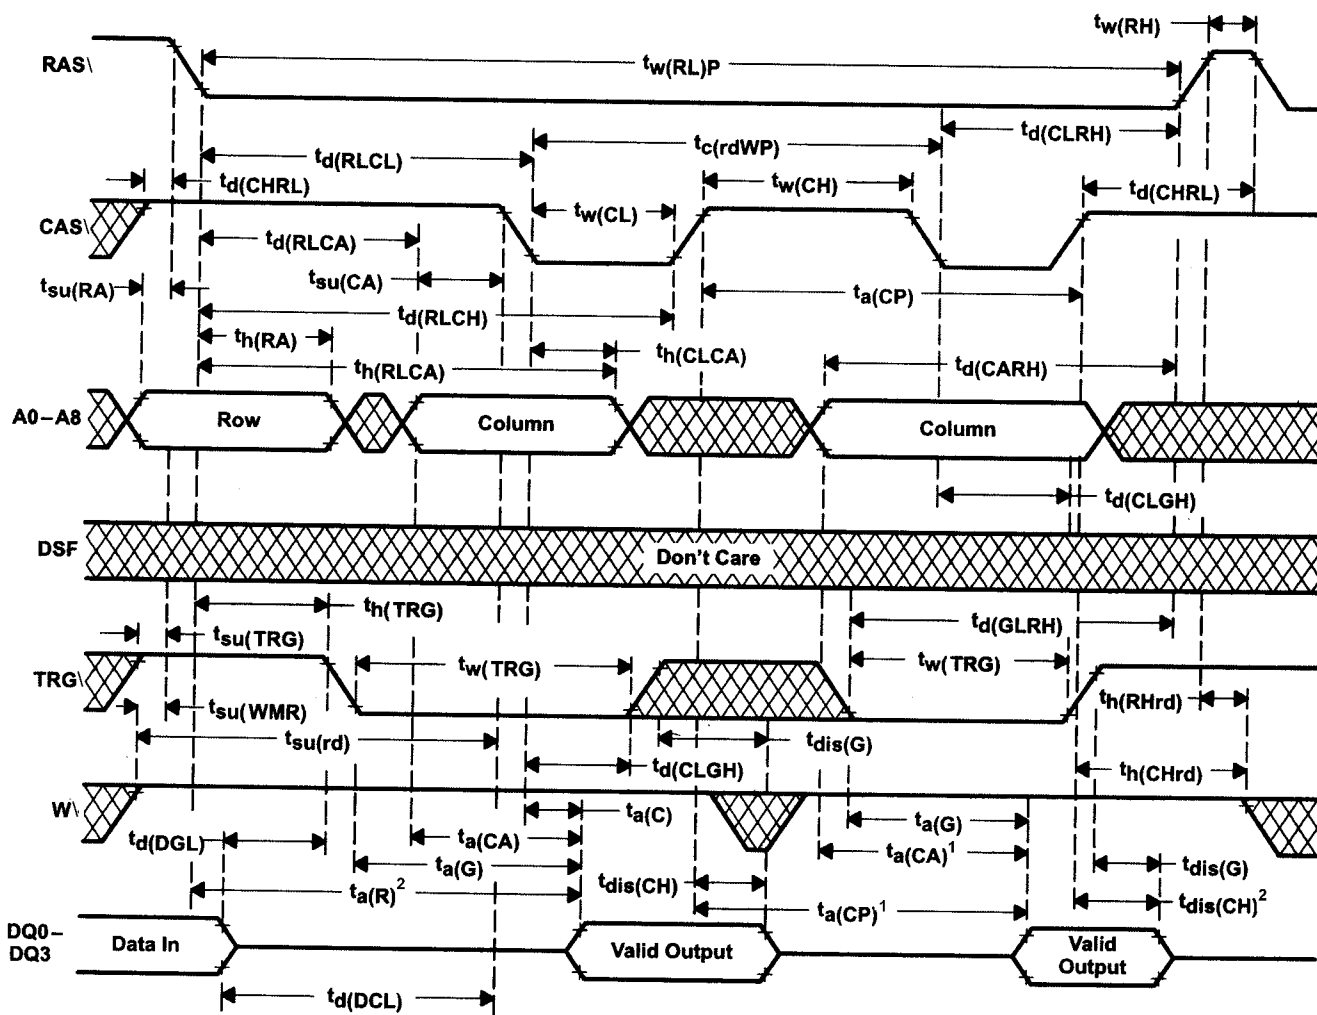 tw(RH)
RAS\
tw(RL)P
td(CLRH)
tc(rdWP)
td(RLCL)
td(CHRL)
tw(CH)
td(CHRL)
CAS\
tw(CL)
td(RLCA)
tsu(RA)
tsu(CA)
ta(CP)
td(RLCH)
th(RA)
th(CLCA)
th(RLCA)
td(CARH)
A0–A8
Row
Column
Column
td(CLGH)
DSF
Don't Care
th(TRG)
tsu(TRG)
td(GLRH)
TRG\
tw(TRG)
tw(TRG)
tsu(WMR)
th(RHrd)
tsu(rd)
tdis(G)
td(CLGH)
th(CHrd)
W\
ta(C)
ta(G)
td(DGL)
ta(CA)
ta(CA)1
ta(G)
tdis(G)
ta(R)2
tdis(CH)
tdis(CH)2
ta(CP)1
DQ0–
DQ3
Data In
Valid Output
Valid
Output
td(DCL)